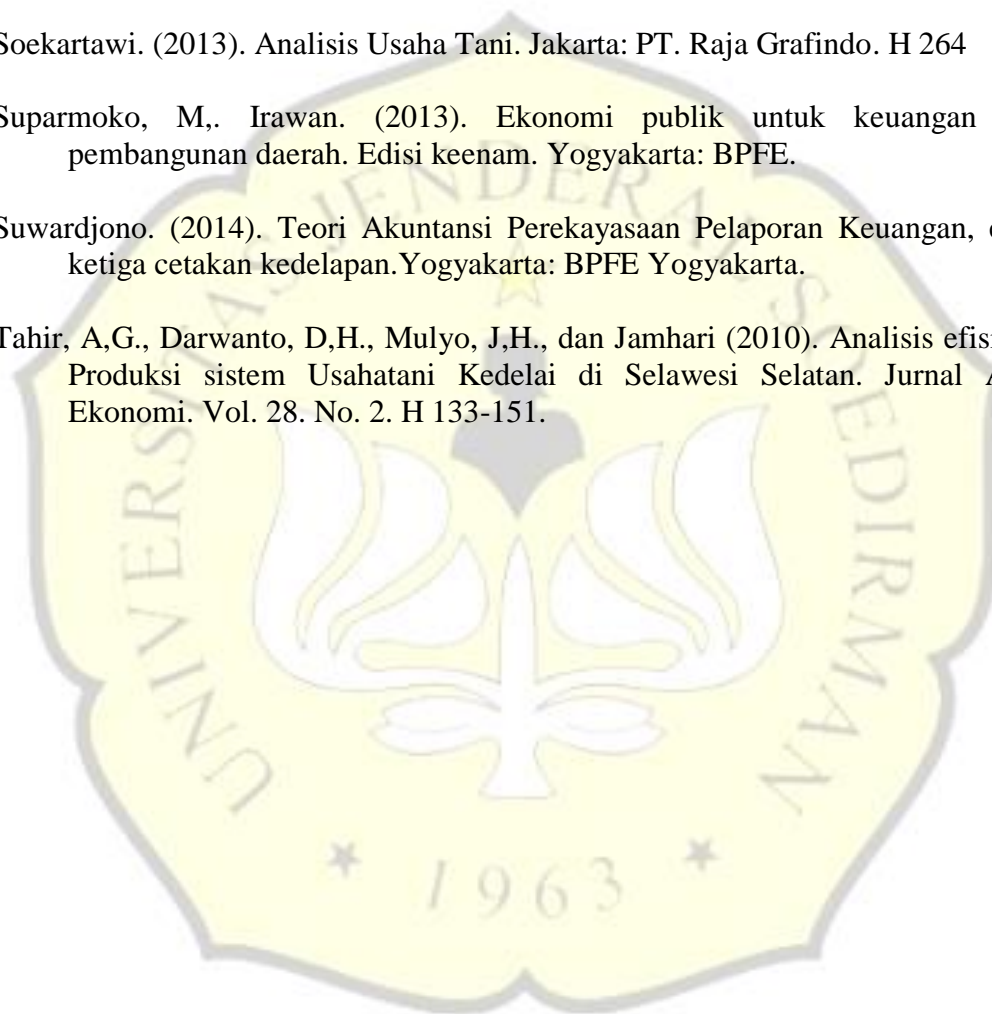 Soekartawi. (2013). Analisis Usaha Tani. Jakarta: PT. Raja Grafindo. H 264
Suparmoko, M,. Irawan. (2013). Ekonomi publik untuk keuangan
pembangunan daerah. Edisi keenam. Yogyakarta: BPFE.
Suwardjono. (2014). Teori Akuntansi Perekayasaan Pelaporan Keuangan,
ketiga cetakan kedelapan.Yogyakarta: BPFE Yogyakarta.
Tahir, A,G., Darwanto, D,H., Mulyo, J,H., dan Jamhari (2010). Analisis
Produksi sistem Usahatani Kedelai di Selawesi Selatan. Jurnal
Ekonomi. Vol. 28. No. 2. H 133-151.
UNIVERSITAS JENDERAL SOEDIRMAN
* 1963 *